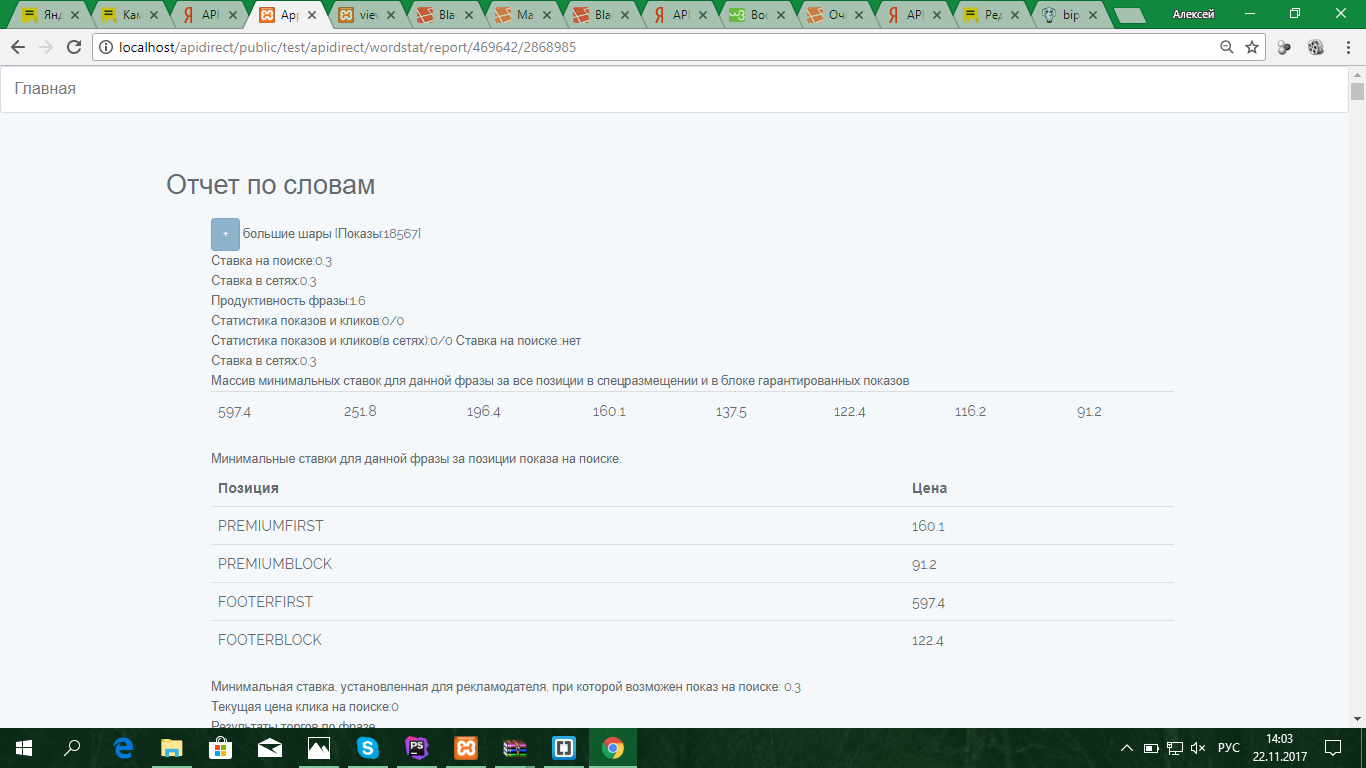 Янд
Кам
API
App
view
Bla
Ма
Bla
API
Вос
Оч
API
Ред
bip
Алексей
localhost/apidirect/public/test/apidirect/wordstat/report/469642/2868985
Главная
Отчет по словам
+ большие шары [Показы:18567]
Ставка на поиске:0.3
Ставка в сетях:0.3
Продуктивность фразы:1.6
Статистика показов и кликов:0/0
Статистика показов и кликов(в сетях):0/0 Ставка на поиске.:нет
Ставка в сетях:0.3
Массив минимальных ставок для данной фразы за все позиции в спецразмещении и в блоке гарантированных показов
597.4 251.8 196.4 160.1 137.5 122.4 116.2 91.2
Минимальные ставки для данной фразы за позиции показа на поиске.
Позиция Цена
PREMIUMFIRST 160.1
PREMIUMBLOCK 91.2
FOOTERFIRST 597.4
FOOTERBLOCK 122.4
Минимальная ставка, установленная для рекламодателя, при которой возможен показ на поиске: 0.3
Текущая цена клика на поиске:0
Результаты торгов по фразе
РУС
14:03
22.11.2017